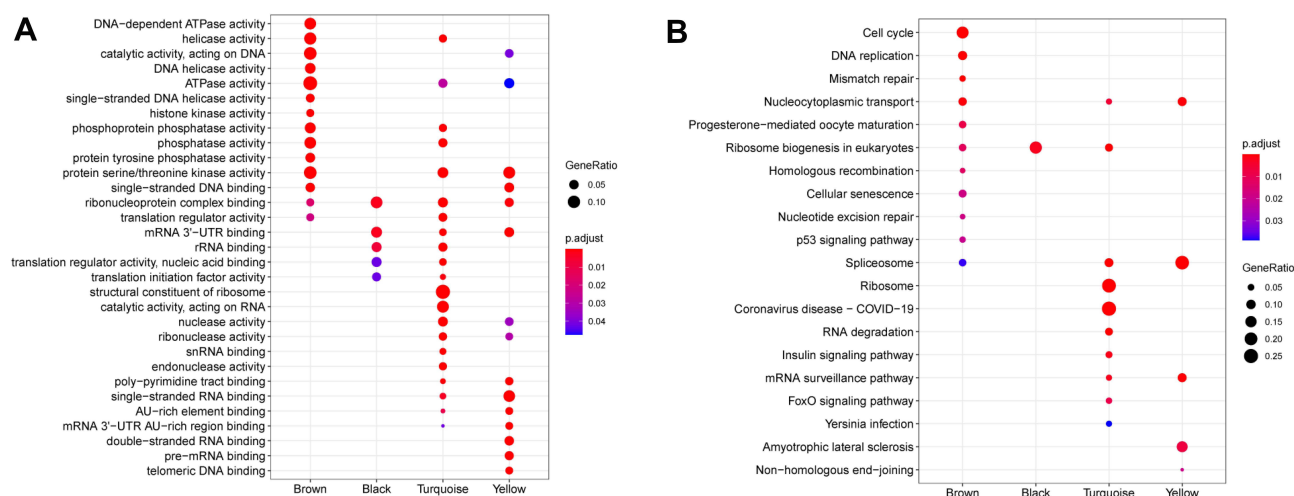 A
DNA−dependent ATPase activity
helicase activity
catalytic activity, acting on DNA
DNA helicase activity
ATPase activity
single−stranded DNA helicase activity
histone kinase activity
phosphoprotein phosphatase activity
phosphatase activity
protein tyrosine phosphatase activity
protein serine/threonine kinase activity
single−stranded DNA binding
ribonucleoprotein complex binding
translation regulator activity
mRNA 3'−UTR binding
rRNA binding
translation regulator activity, nucleic acid binding
translation initiation factor activity
structural constituent of ribosome
catalytic activity, acting on RNA
nuclease activity
ribonuclease activity
snRNA binding
endonuclease activity
poly−pyrimidine tract binding
single−stranded RNA binding
AU−rich element binding
mRNA 3'−UTR AU−rich region binding
double−stranded RNA binding
pre−mRNA binding
telomeric DNA binding
Brown Black Turquoise Yellow
GeneRatio
0.05
0.10
p.adjust
0.01
0.02
0.03
0.04
B
Cell cycle
DNA replication
Mismatch repair
Nucleocytoplasmic transport
Progesterone−mediated oocyte maturation
Ribosome biogenesis in eukaryotes
Homologous recombination
Cellular senescence
Nucleotide excision repair
p53 signaling pathway
Spliceosome
Ribosome
Coronavirus disease − COVID−19
RNA degradation
Insulin signaling pathway
mRNA surveillance pathway
FoxO signaling pathway
Yersinia infection
Amyotrophic lateral sclerosis
Non−homologous end−joining
Brown Black Turquoise Yellow
p.adjust
0.01
0.02
0.03
GeneRatio
0.05
0.10
0.15
0.20
0.25